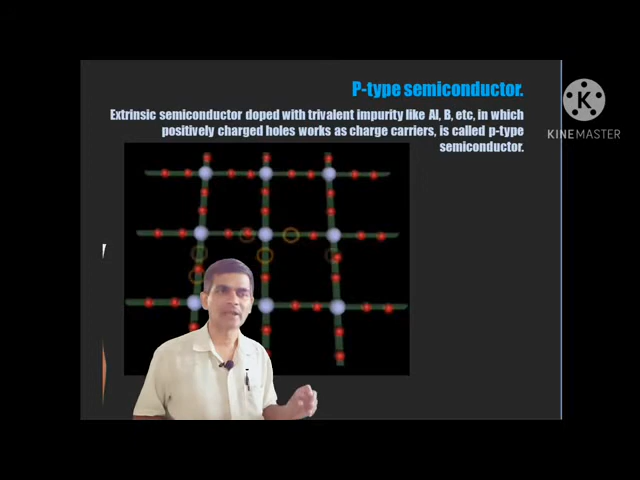 P-type semiconductor.
Extrinsic semiconductor doped with trivalent impurity like Al, B, etc, in which
positively charged holes works as charge carriers, is called p-type
semiconductor.
K
KINEMASTER